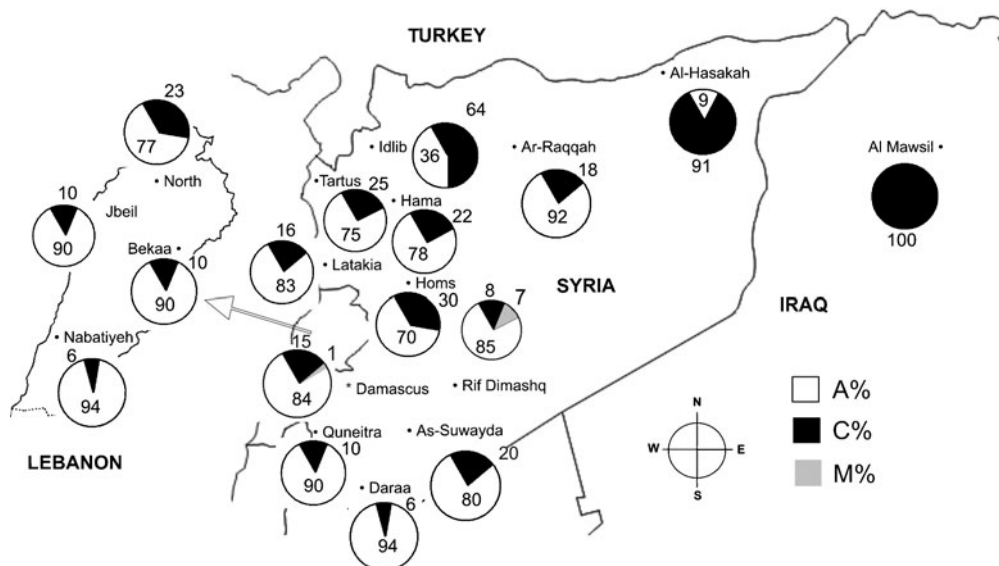 TURKEY
23
77
• North
10
Jbeil
90
Bekaa •
10
90
• Nabatiyeh
6
94
LEBANON
64
• Idlib
36
• Tartus
25
75
• Hama
22
78
16
83
• Latakia
• Ar-Raqqah
18
92
• Al-Hasakah
9
91
Al Mawsil •
100
• Homs
30
70
8
7
85
SYRIA
IRAQ
15
1
84
• Damascus
• Rif Dimashq
• Quneitra
10
90
• As-Suwayda
20
80
• Daraa
6
94
N
W
E
S
A%
C%
M%